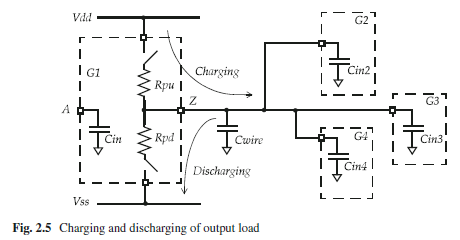 Vdd
G2
G1
Charging
Cin2
Rpu
G3
A
Z
Cin
Rpd
Cwire
G4
Cin3
Cin4
Discharging
Vss
Fig. 2.5 Charging and discharging of output load